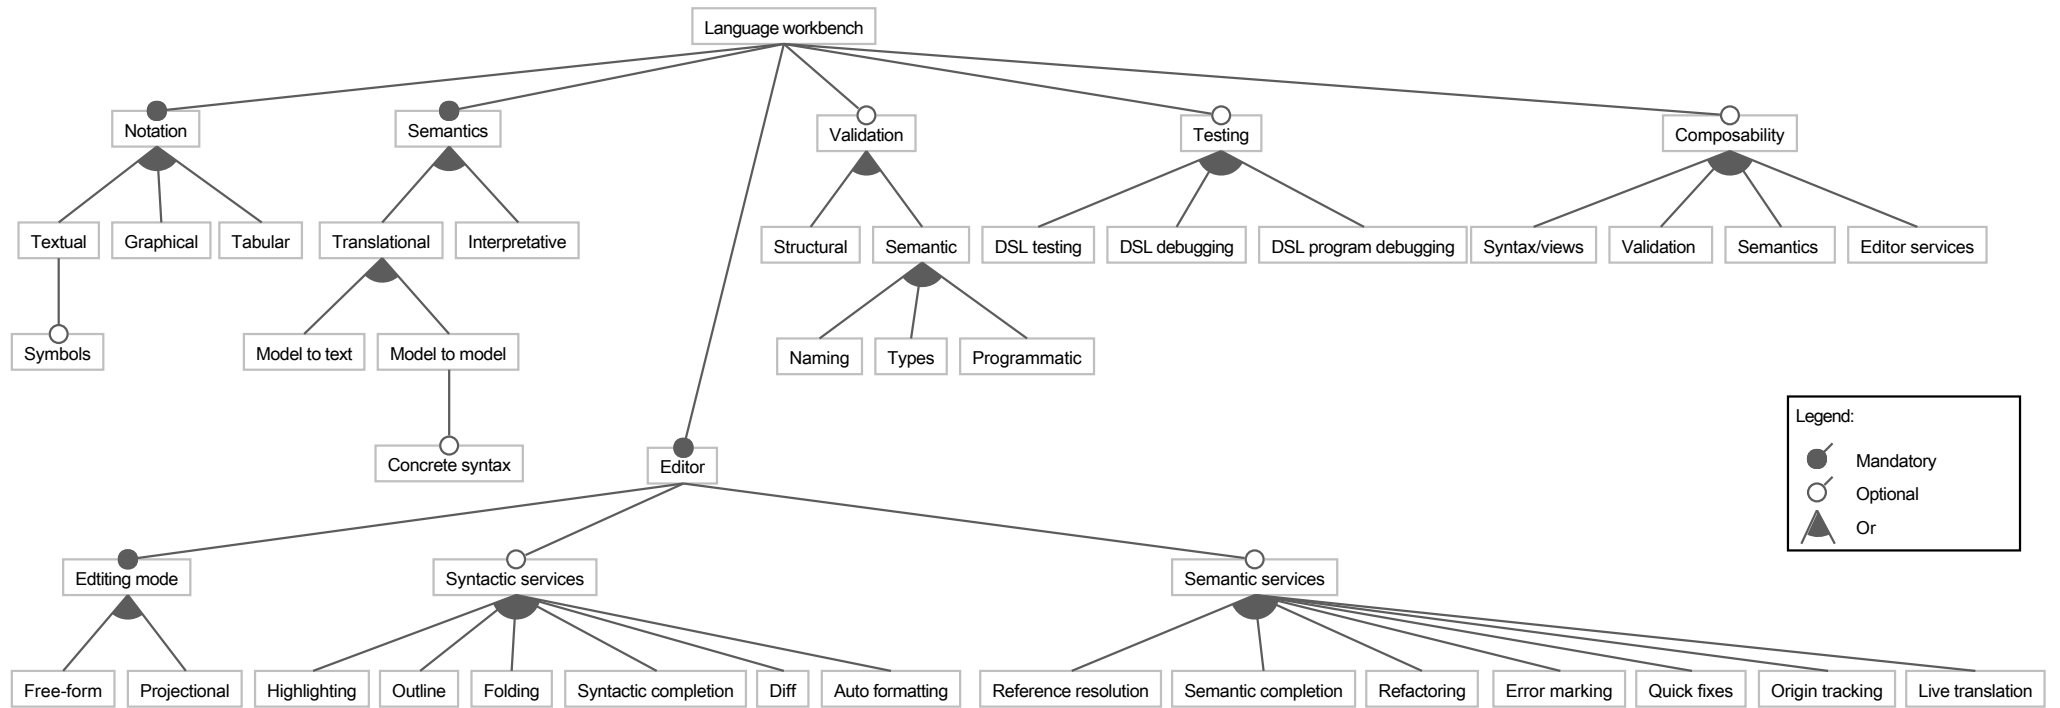 Language workbench
Notation
Semantics
Validation
Testing
Composability
Textual
Graphical
Tabular
Translational
Interpretative
Structural
Semantic
DSL testing
DSL debugging
DSL program debugging
Syntax/views
Validation
Semantics
Editor services
Symbols
Model to text
Model to model
Naming
Types
Programmatic
Concrete syntax
Editor
Legend:
Mandatory
Optional
Or
Edtiting mode
Syntactic services
Semantic services
Free-form
Projectional
Highlighting
Outline
Folding
Syntactic completion
Diff
Auto formatting
Reference resolution
Semantic completion
Refactoring
Error marking
Quick fixes
Origin tracking
Live translation